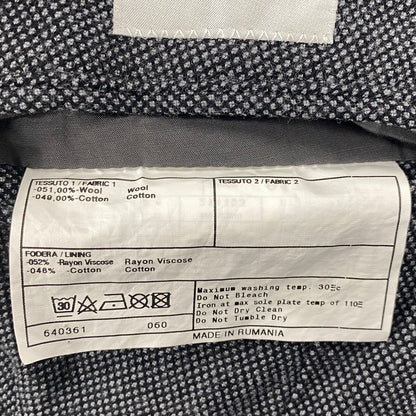 TESSUTO 1 / FABRIC 1
-051,00%-Wool Wool
-049,00%-Cotton Cotton
TESSUTO 2 / FABRIC 2
FODERA / LINING
-052% -Rayon Viscose Rayon Viscose
-048% -Cotton Cotton
30
640361 060
Maximum washing temp. 30°c
Do Not Bleach
Iron at max sole plate temp of 110°
Do Not Dry Clean
Do Not Tumble Dry
MADE IN RUMANIA